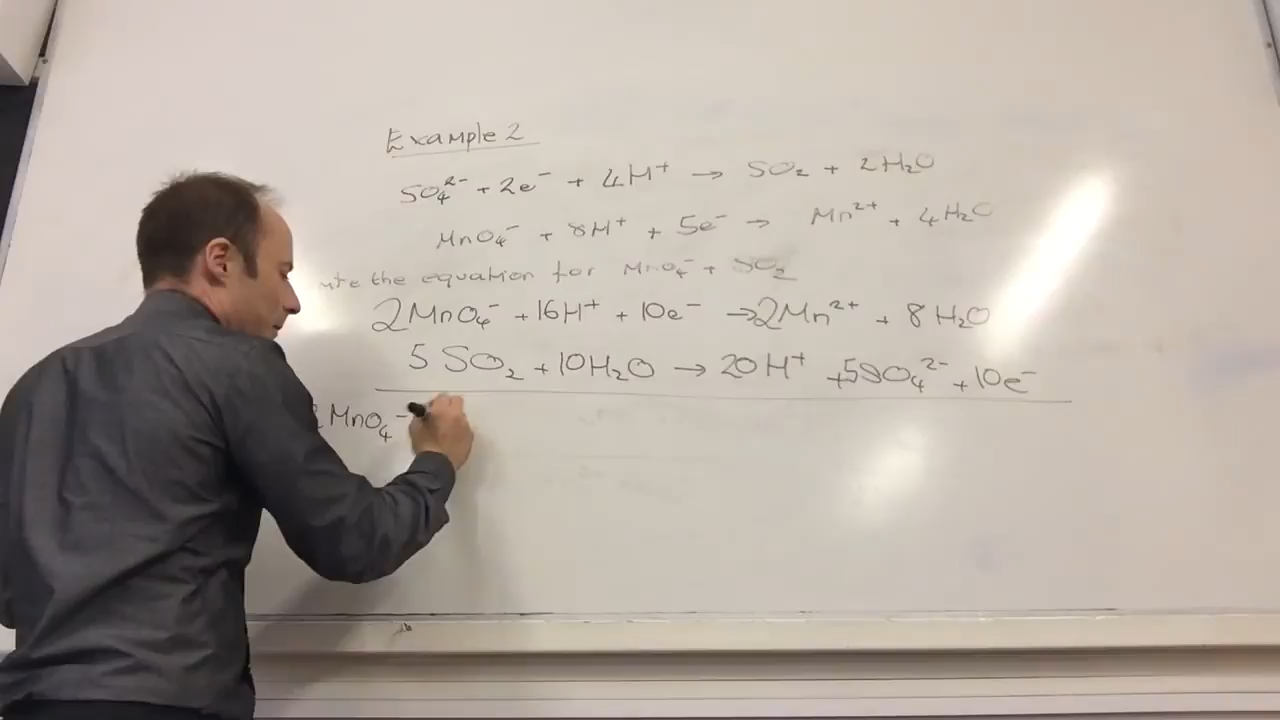 Example 2
SO₄²⁻ + 2e⁻ + 4H⁺ → SO₂ + 2H₂O
MnO₄⁻ + 8H⁺ + 5e⁻ → Mn²⁺ + 4H₂O
the equation for MnO₄⁻ + SO₂
2MnO₄⁻ + 16H⁺ + 10e⁻ → 2Mn²⁺ + 8H₂O
5SO₂ + 10H₂O → 20H⁺ + 5SO₄²⁻ + 10e⁻
2MnO₄⁻